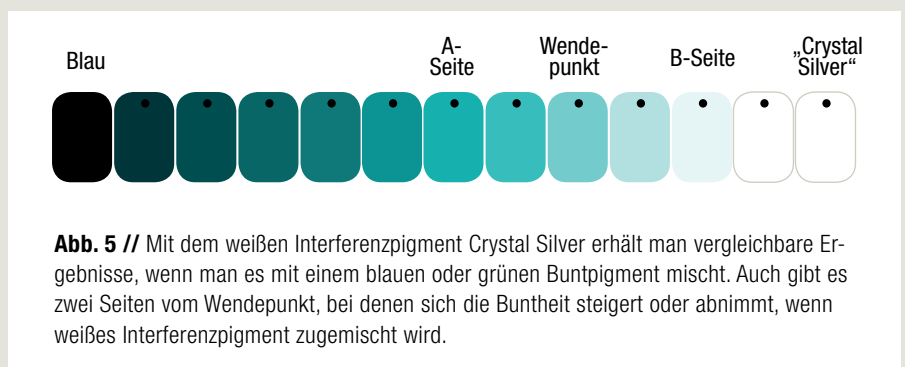 Blau
A-
Seite
Wende-
punkt
B-Seite
„Crystal
Silver“
Abb. 5 // Mit dem weißen Interferenzpigment Crystal Silver erhält man vergleichbare Er-
gebnisse, wenn man es mit einem blauen oder grünen Buntpigment mischt. Auch gibt es
zwei Seiten vom Wendepunkt, bei denen sich die Buntheit steigert oder abnimmt, wenn
weißes Interferenzpigment zugemischt wird.